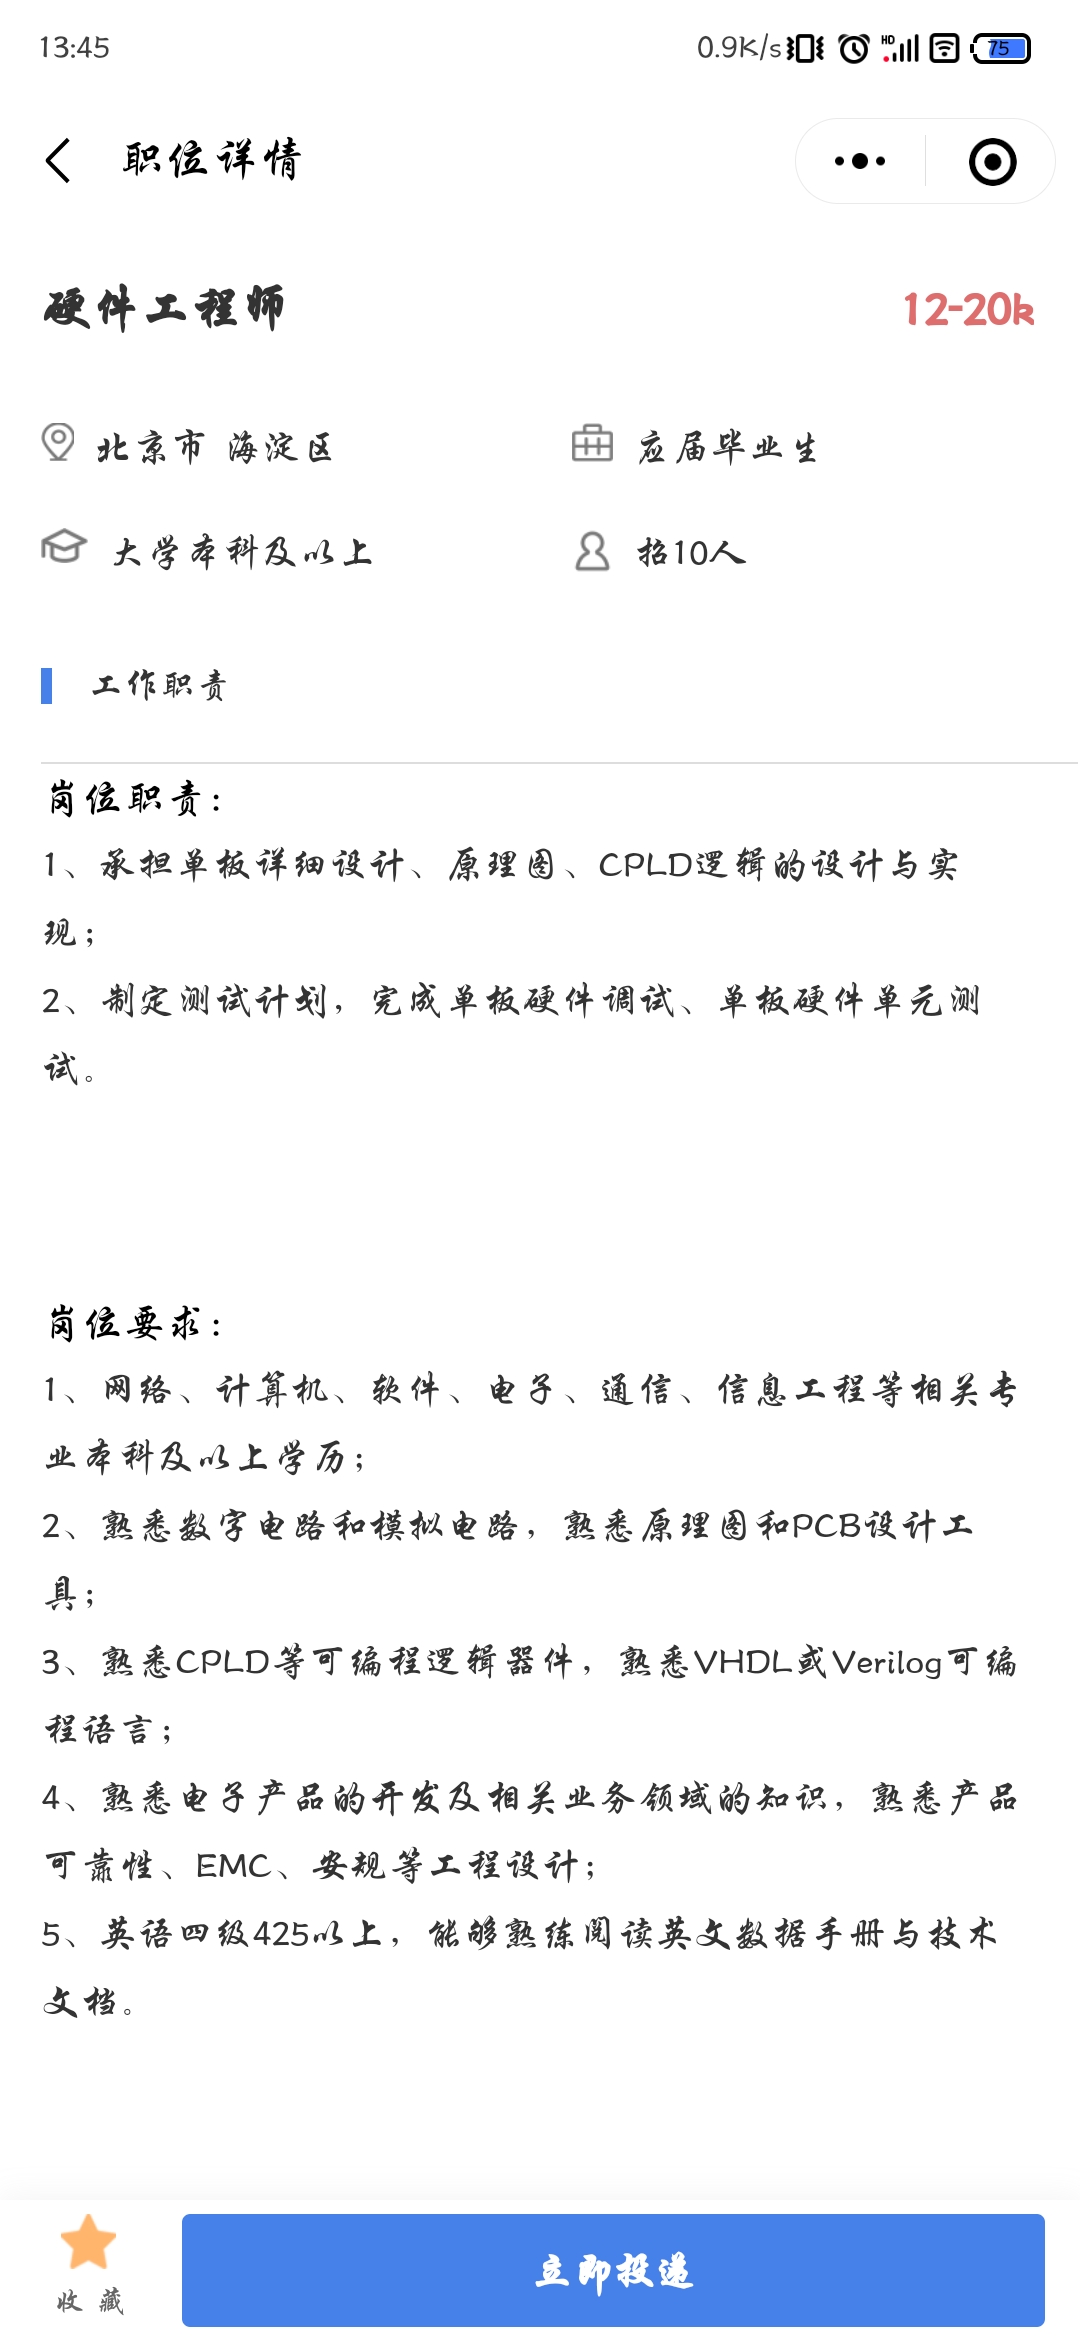 13:45
0.9K/s HD 75
职位详情
硬件工程师
12-20k
北京市 海淀区
应届毕业生
大学本科及以上
招10人
工作职责
岗位职责：
1、承担单板详细设计、原理图、CPLD逻辑的设计与实
现；
2、制定测试计划，完成单板硬件调试、单板硬件单元测
试。
岗位要求：
1、网络、计算机、软件、电子、通信、信息工程等相关专
业本科及以上学历；
2、熟悉数字电路和模拟电路，熟悉原理图和PCB设计工
具；
3、熟悉CPLD等可编程逻辑器件，熟悉VHDL或Verilog可编
程语言；
4、熟悉电子产品的开发及相关业务领域的知识，熟悉产品
可靠性、EMC、安规等工程设计；
5、英语四级425以上，能够熟练阅读英文数据手册与技术
文档。
收藏
立即投递